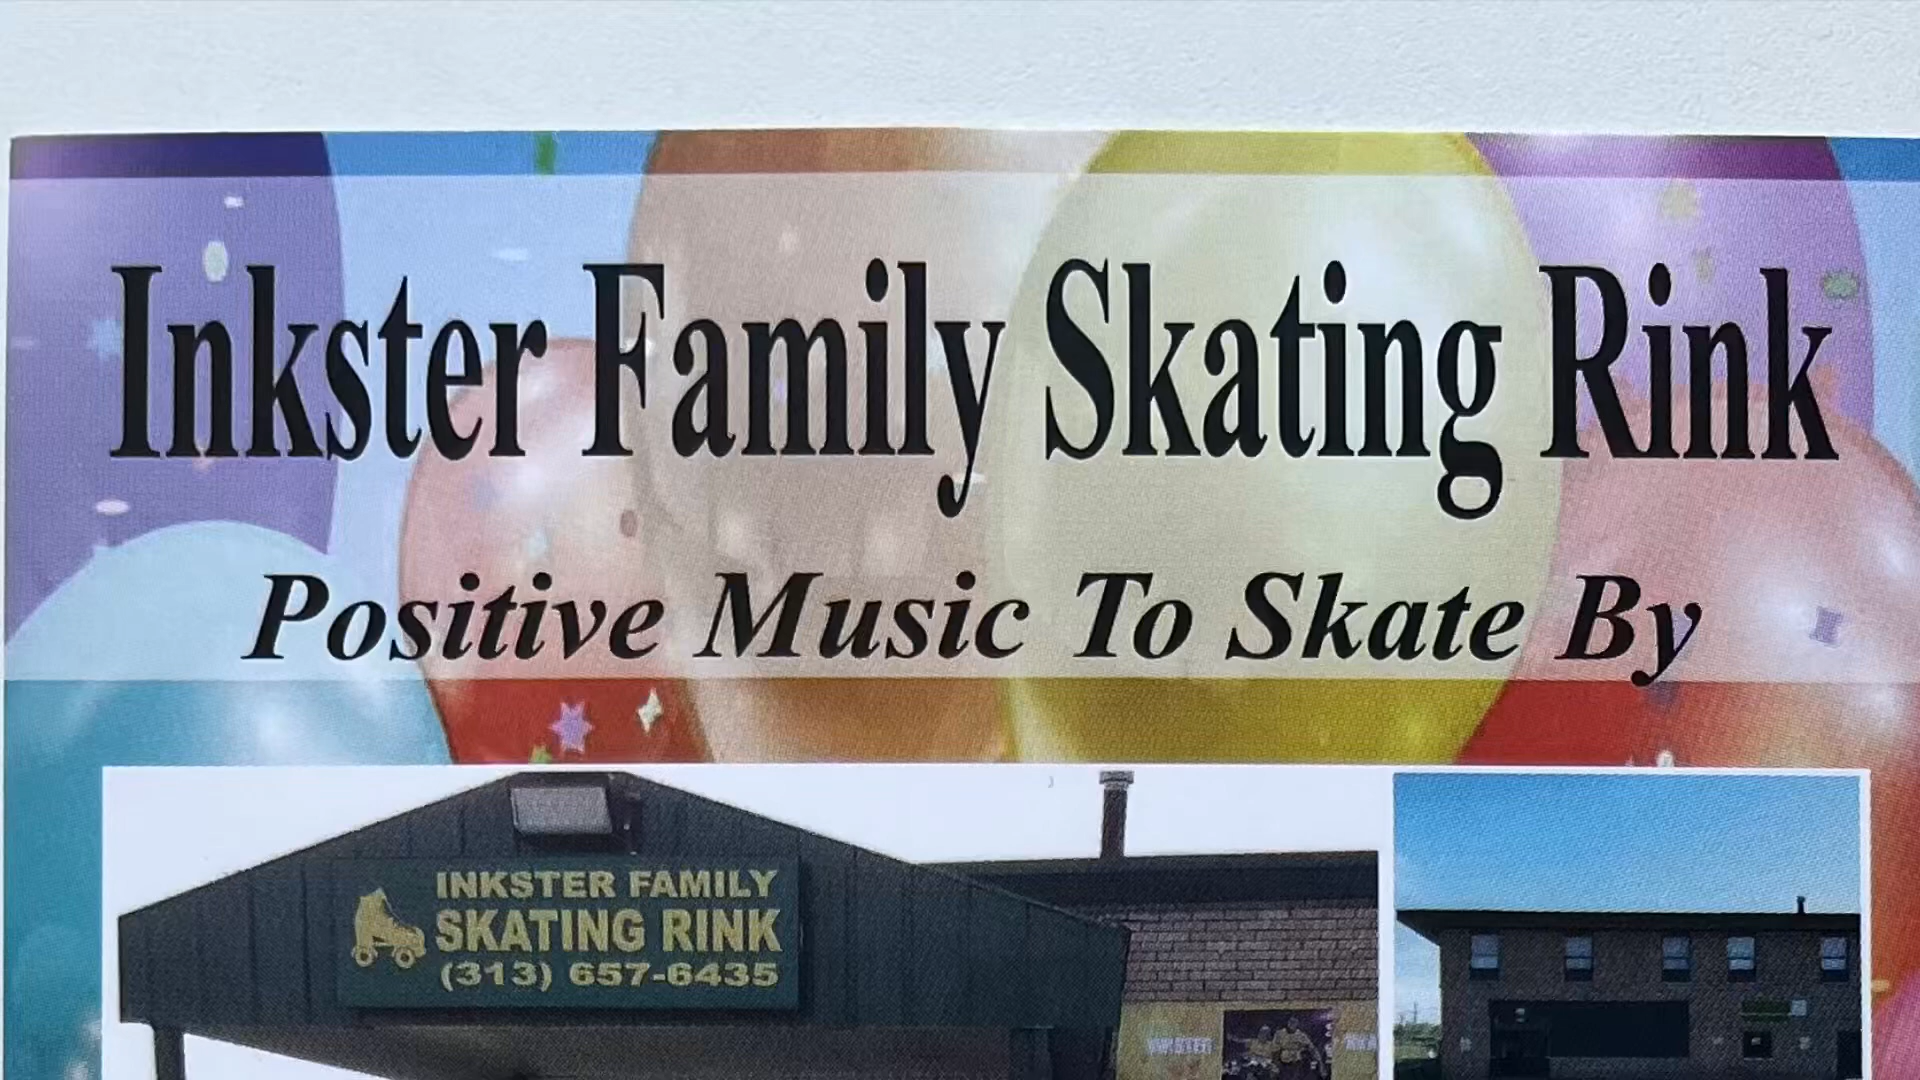 Inkster Family Skating Rink
Positive Music To Skate By
INKSTER FAMILY
SKATING RINK
(313) 657-6435